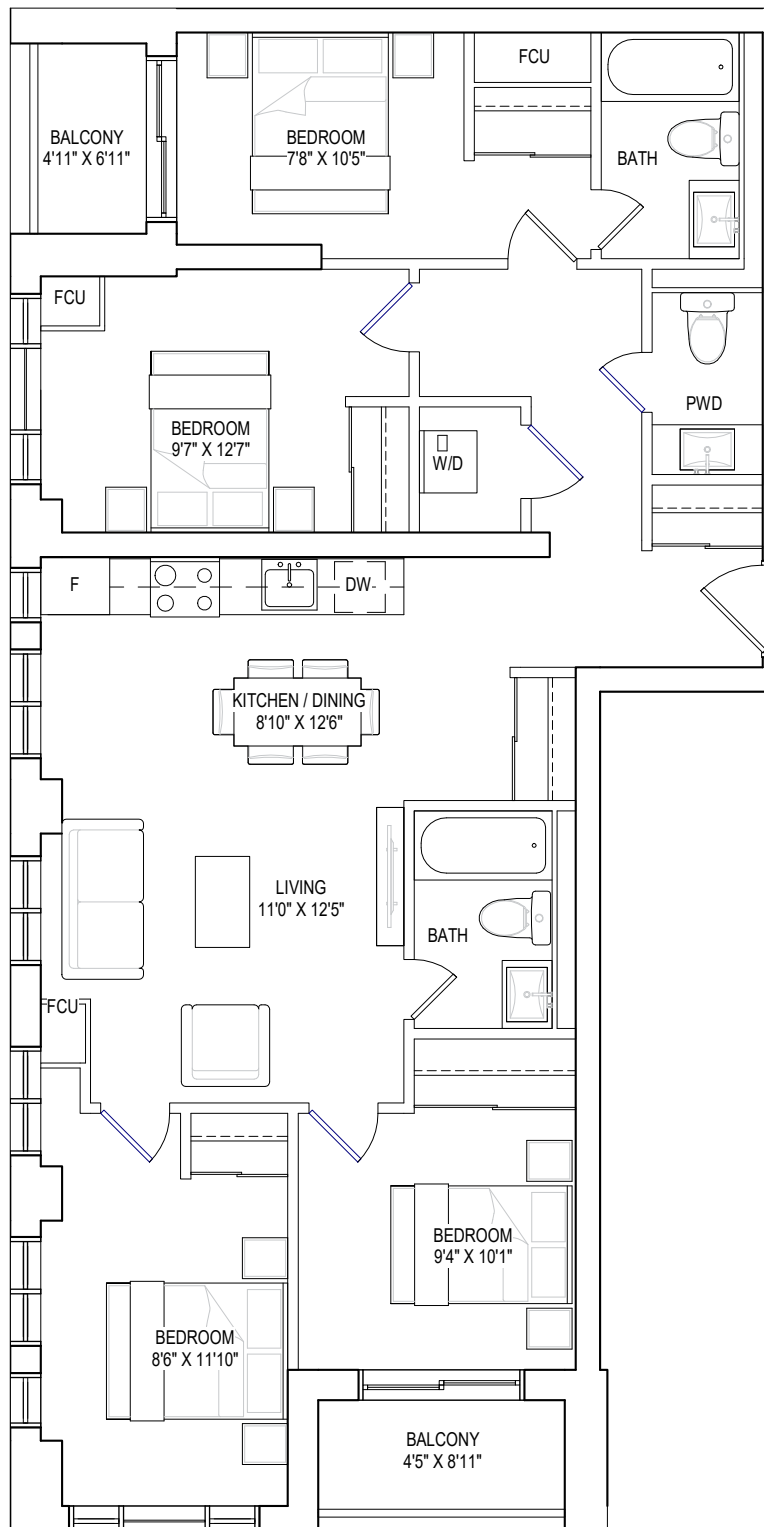 FCU
BALCONY
4'11" X 6'11"
BEDROOM
7'8" X 10'5"
BATH
FCU
BEDROOM
9'7" X 12'7"
W/D
PWD
F
DW
KITCHEN / DINING
8'10" X 12'6"
LIVING
11'0" X 12'5"
BATH
FCU
BEDROOM
9'4" X 10'1"
BEDROOM
8'6" X 11'10"
BALCONY
4'5" X 8'11"